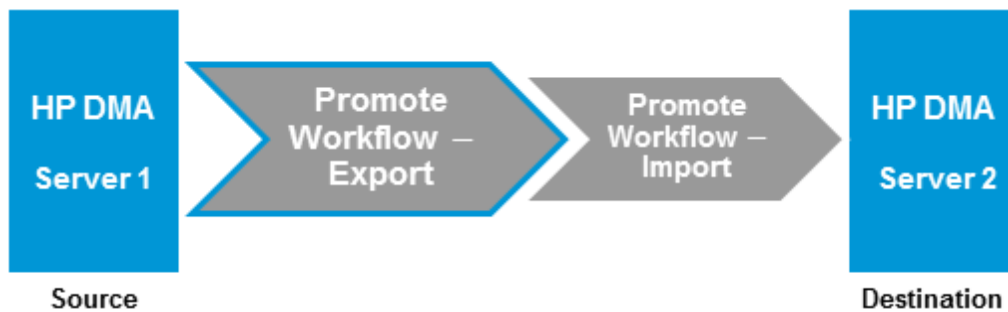 HP DMA
Server 1
Source
Promote
Workflow –
Export
Promote
Workflow –
Import
HP DMA
Server 2
Destination